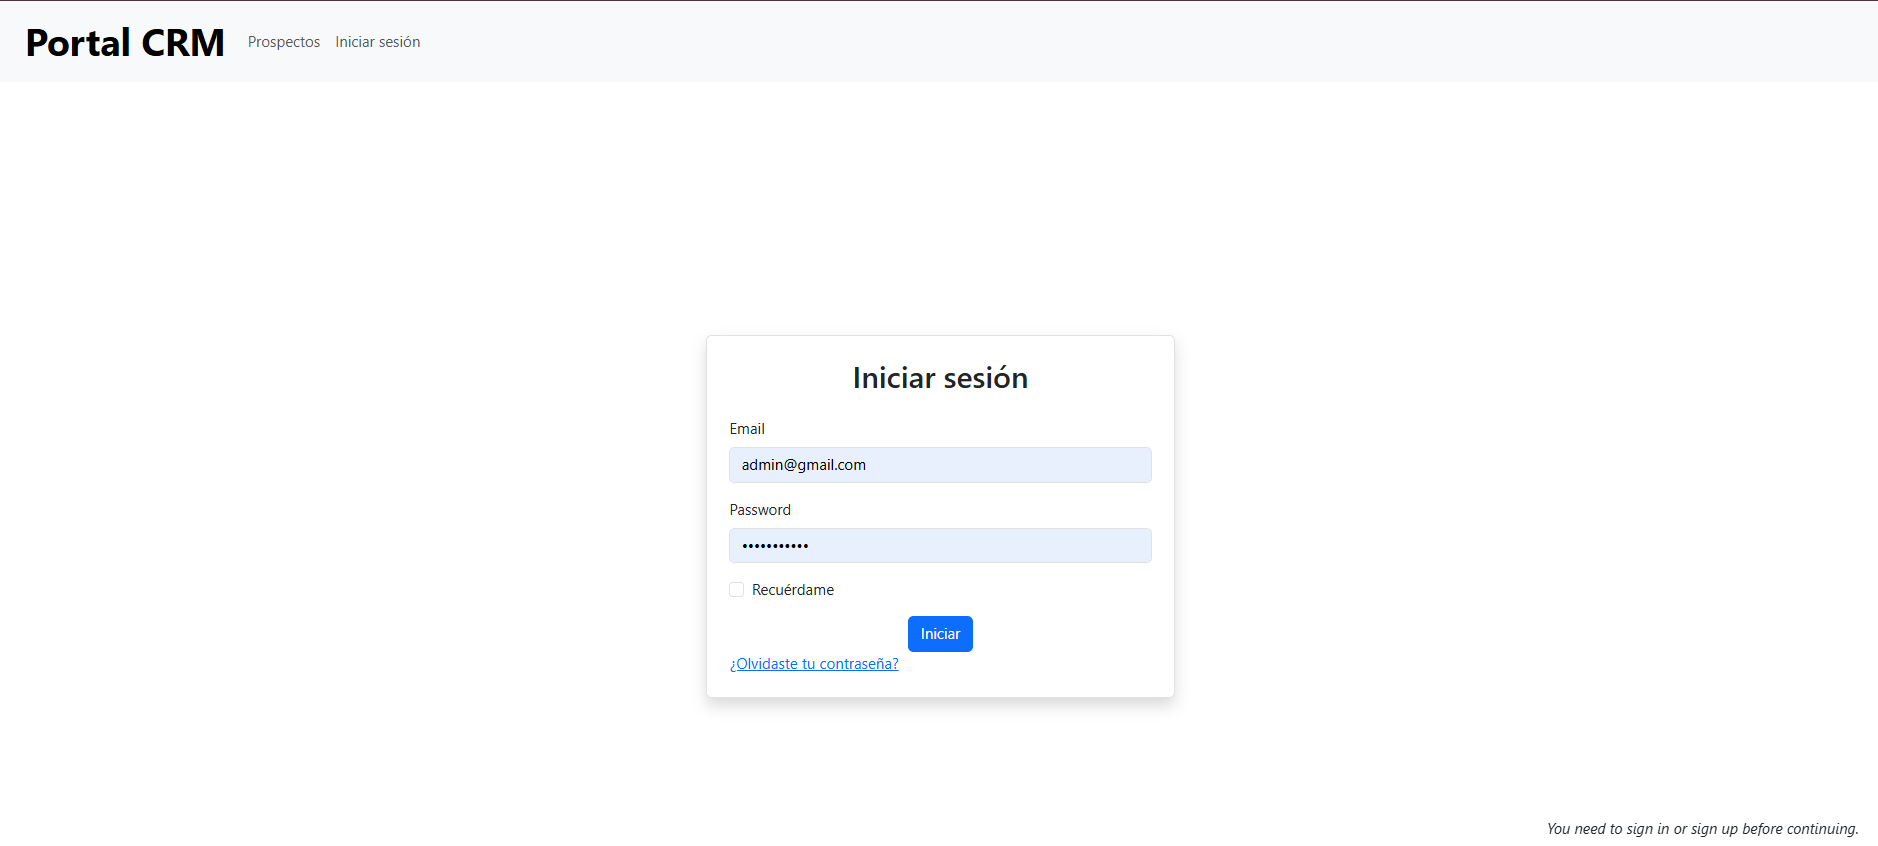 Portal CRM Prospectos Iniciar sesión
Iniciar sesión
Email
admin@gmail.com
Password
•••••••••••
Recuérdame
Iniciar
¿Olvidaste tu contraseña?
You need to sign in or sign up before continuing.